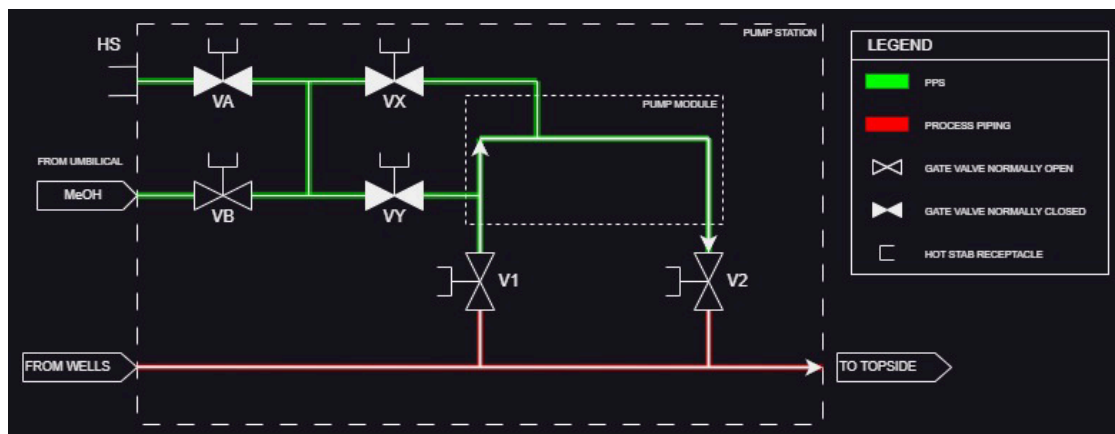 HS
PUMP STATION
LEGEND
VA
VX
PPS
PUMP MODULE
PROCESS PIPING
FROM UMBILICAL
MeOH
GATE VALVE NORMALLY OPEN
VB
VY
GATE VALVE NORMALLY CLOSED
HOT STAB RECEPTACLE
V1
V2
FROM WELLS
TO TOPSIDE